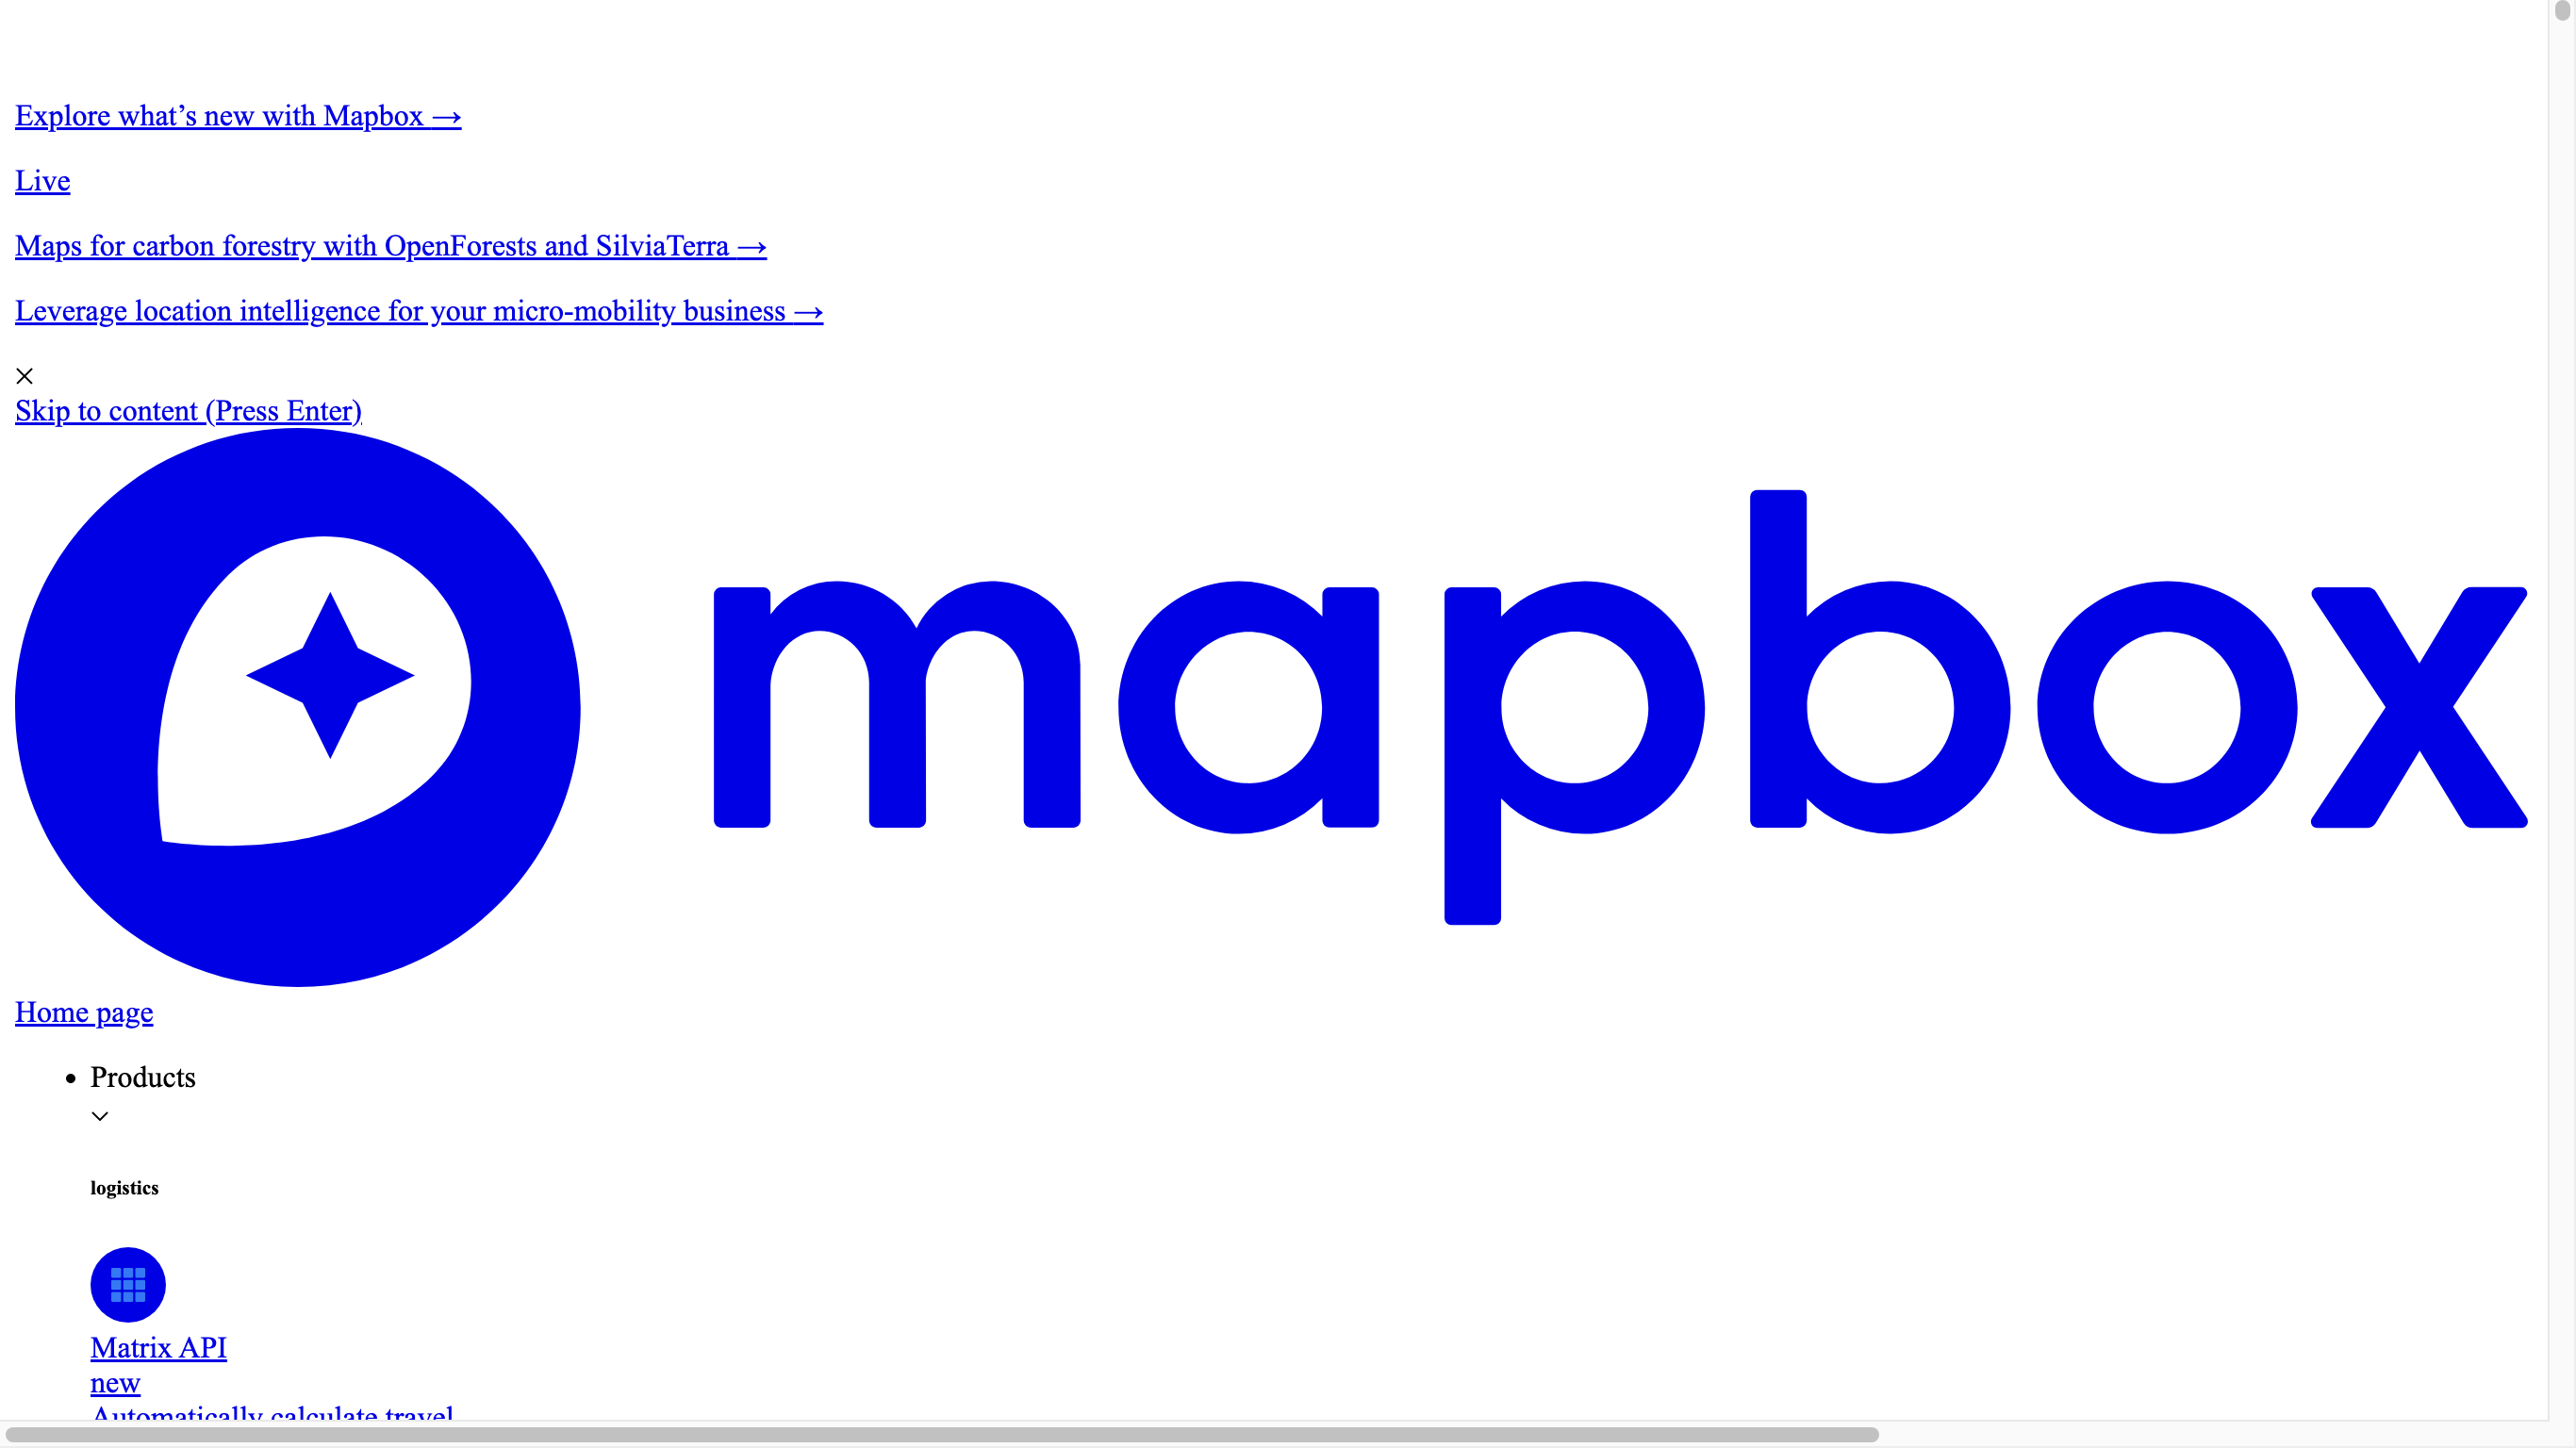 Explore what’s new with Mapbox →
Live
Maps for carbon forestry with OpenForests and SilviaTerra →
Leverage location intelligence for your micro-mobility business →
Skip to content (Press Enter)
mapbox
Home page
Products
logistics
Matrix API
new
Automatically calculate travel